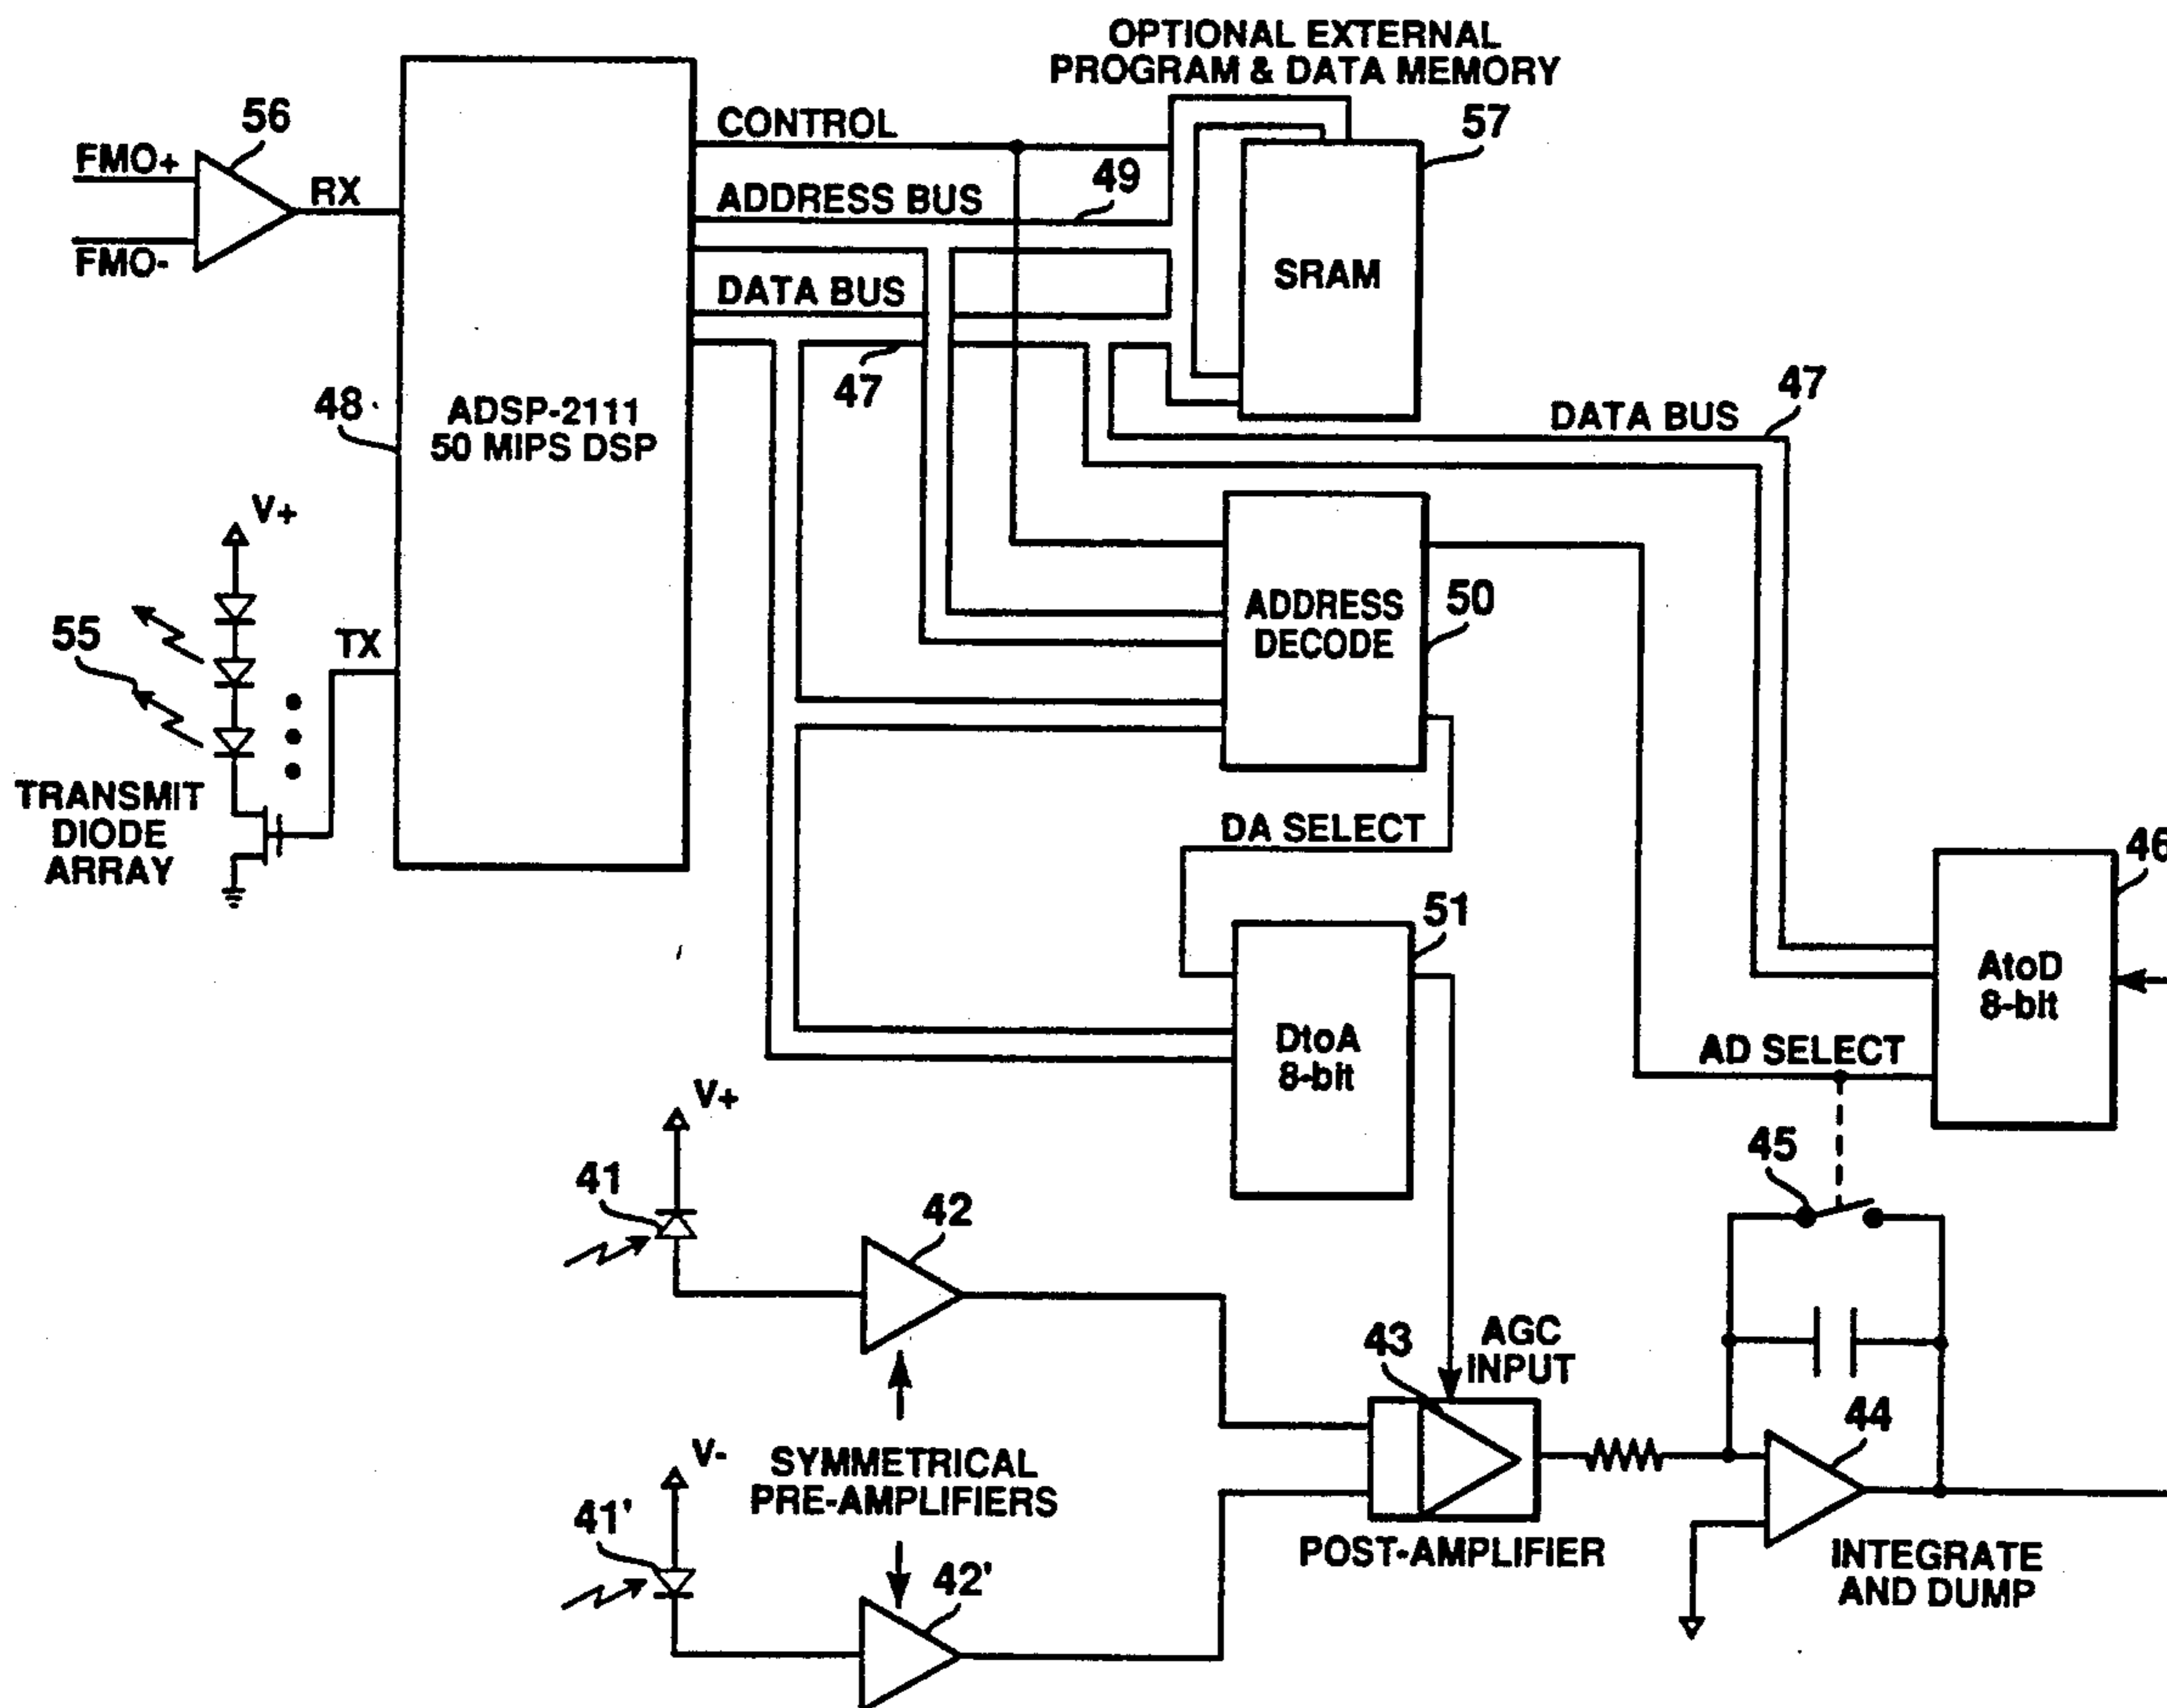 OPTIONAL EXTERNAL
PROGRAM & DATA MEMORY
56
FMO+
FMO-
RX
CONTROL
ADDRESS BUS
49
57
SRAM
DATA BUS
47
48
ADSP-2111
50 MIPS DSP
DATA BUS
47
V+
55
TX
TRANSMIT
DIODE
ARRAY
ADDRESS
DECODE
50
DA SELECT
46
AtoD
8-bit
51
DtoA
8-bit
AD SELECT
V+
41
42
45
43
AGC
INPUT
44
V-
SYMMETRICAL
PRE-AMPLIFIERS
41'
42'
POST-AMPLIFIER
INTEGRATE
AND DUMP